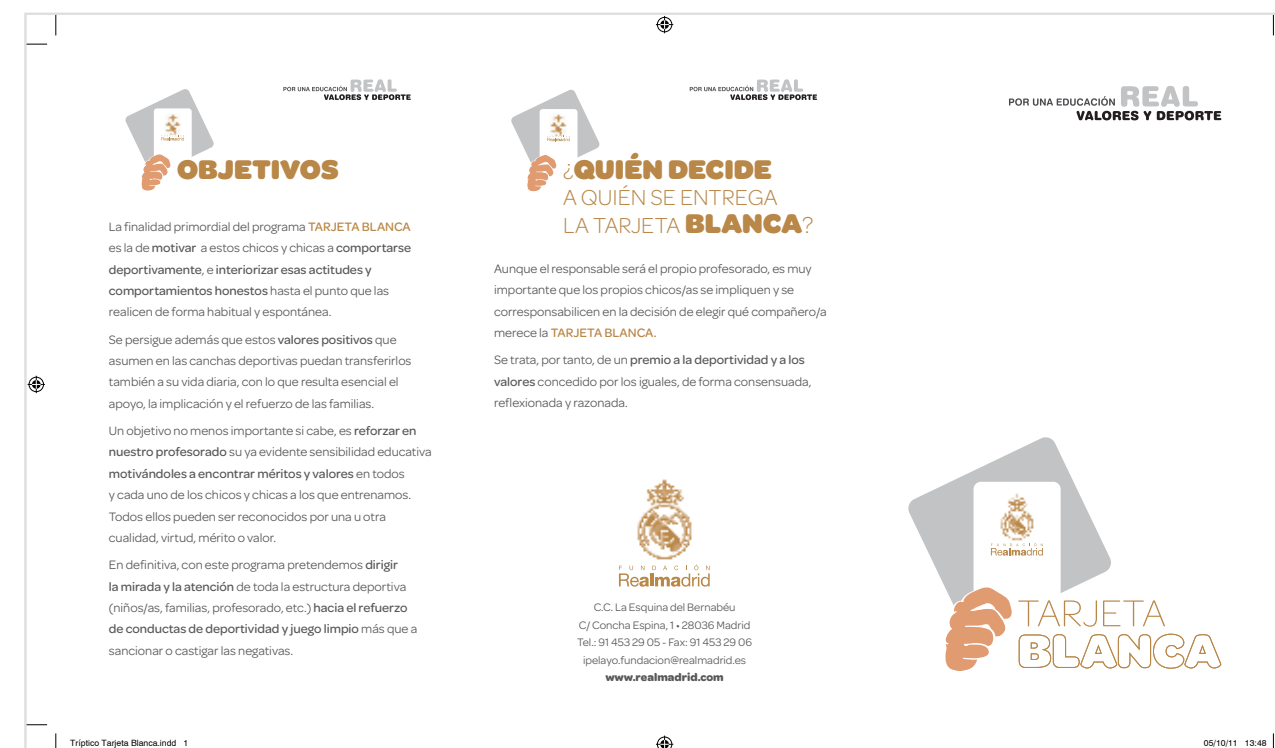 POR UNA EDUCACIÓN REAL
VALORES Y DEPORTE
Realmadrid
OBJETIVOS
La finalidad primordial del programa TARJETA BLANCA
es la de motivar a estos chicos y chicas a comportarse
deportivamente, e interiorizar esas actitudes y
comportamientos honestos hasta el punto que las
realicen de forma habitual y espontánea.
Se persigue además que estos valores positivos que
asumen en las canchas deportivas puedan transferirlos
también a su vida diaria, con lo que resulta esencial el
apoyo, la implicación y el refuerzo de las familias.
Un objetivo no menos importante si cabe, es reforzar en
nuestro profesorado su ya evidente sensibilidad educativa
motivándoles a encontrar méritos y valores en todos
y cada uno de los chicos y chicas a los que entrenamos.
Todos ellos pueden ser reconocidos por una u otra
cualidad, virtud, mérito o valor.
En definitiva, con este programa pretendemos dirigir
la mirada y la atención de toda la estructura deportiva
(niños/as, familias, profesorado, etc.) hacia el refuerzo
de conductas de deportividad y juego limpio más que a
sancionar o castigar las negativas.
POR UNA EDUCACIÓN REAL
VALORES Y DEPORTE
Realmadrid
¿QUIÉN DECIDE
A QUIÉN SE ENTREGA
LA TARJETA BLANCA?
Aunque el responsable será el propio profesorado, es muy
importante que los propios chicos/as se impliquen y se
corresponsabilicen en la decisión de elegir qué compañero/a
merece la TARJETA BLANCA.
Se trata, por tanto, de un premio a la deportividad y a los
valores concedido por los iguales, de forma consensuada,
reflexionada y razonada.
FUNDACIÓN
Realmadrid
C.C. La Esquina del Bernabéu
C/ Concha Espina, 1 • 28036 Madrid
Tel.: 91 453 29 05 - Fax: 91 453 29 06
ipelayo.fundacion@realmadrid.es
www.realmadrid.com
POR UNA EDUCACIÓN REAL
VALORES Y DEPORTE
FUNDACIÓN
Realmadrid
TARJETA
BLANCA
Tríptico Tarjeta Blanca.indd 1
05/10/11 13:48